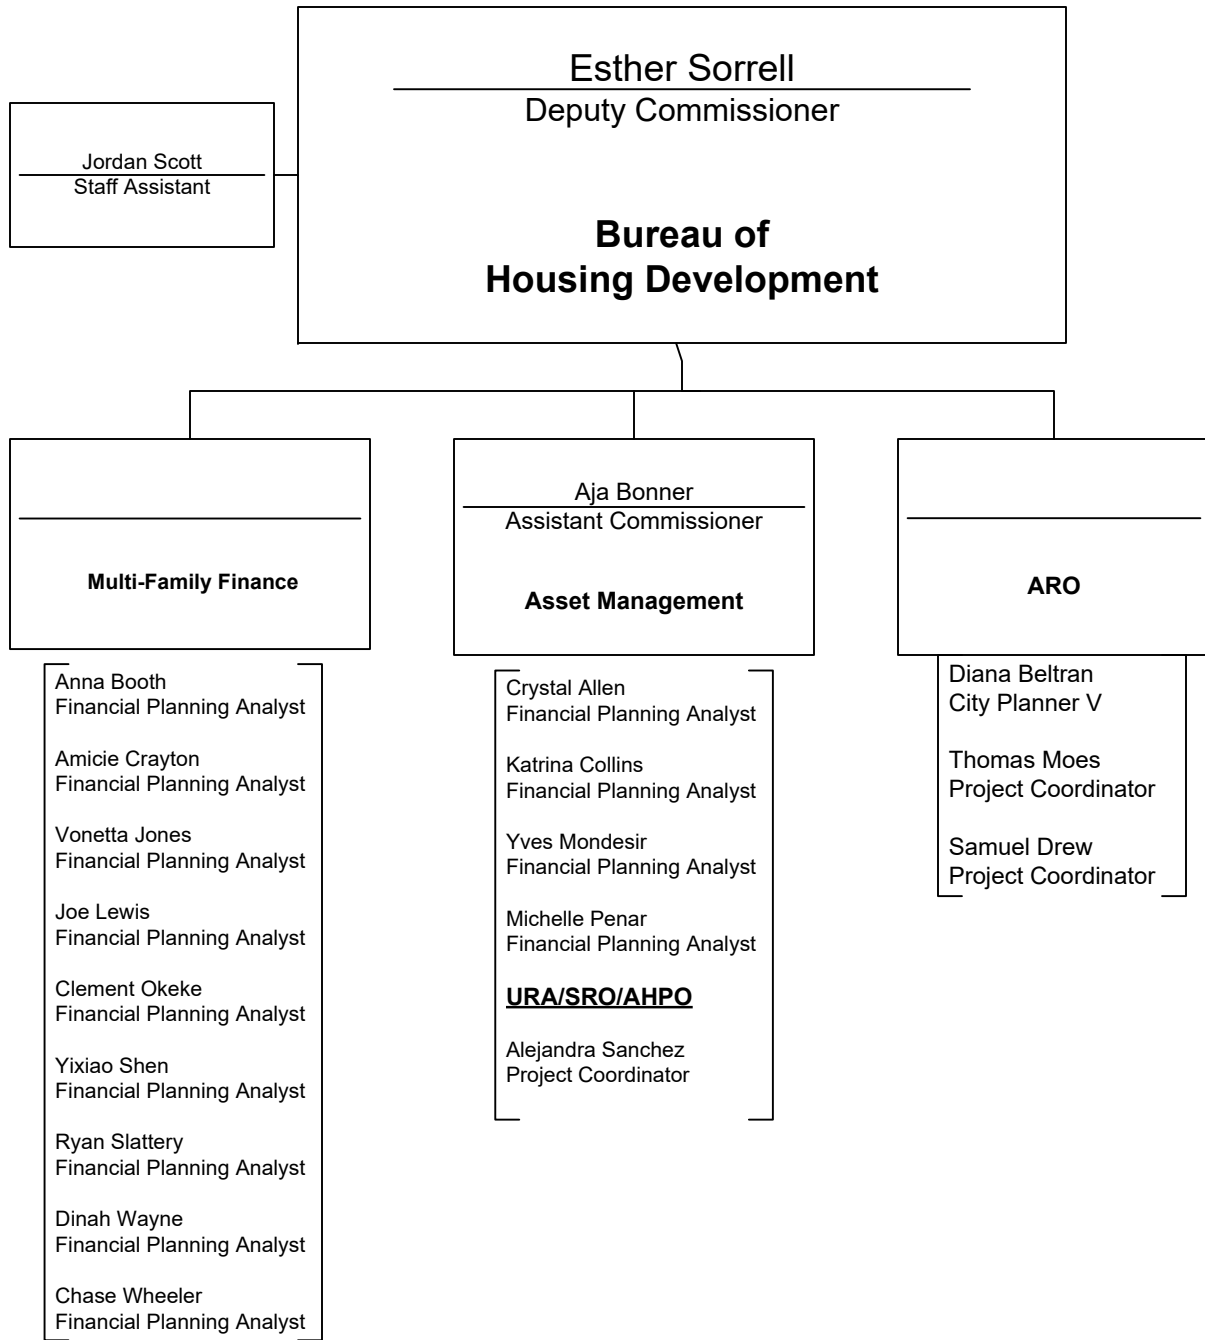 Esther Sorrell
Deputy Commissioner
Bureau of
Housing Development
Jordan Scott
Staff Assistant
Multi-Family Finance
Anna Booth
Financial Planning Analyst
Amicie Crayton
Financial Planning Analyst
Vonetta Jones
Financial Planning Analyst
Joe Lewis
Financial Planning Analyst
Clement Okeke
Financial Planning Analyst
Yixiao Shen
Financial Planning Analyst
Ryan Slattery
Financial Planning Analyst
Dinah Wayne
Financial Planning Analyst
Chase Wheeler
Financial Planning Analyst
Aja Bonner
Assistant Commissioner
Asset Management
Crystal Allen
Financial Planning Analyst
Katrina Collins
Financial Planning Analyst
Yves Mondesir
Financial Planning Analyst
Michelle Penar
Financial Planning Analyst
URA/SRO/AHPO
Alejandra Sanchez
Project Coordinator
ARO
Diana Beltran
City Planner V
Thomas Moes
Project Coordinator
Samuel Drew
Project Coordinator